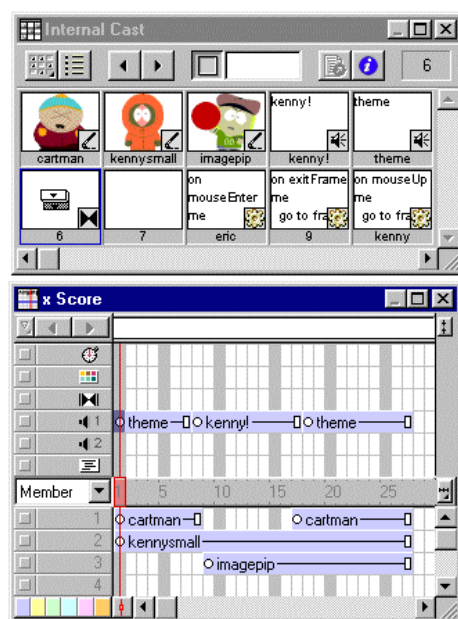 Internal Cast
6
kenny!
theme
cartman
kennysmall
imagepip
kenny!
theme
on
mouseEnter
me
on exitFrame
me
go to fra
on mouseUp
me
go to fra
6
7
eric
9
kenny
x Score
1
theme
kenny!
theme
2
Member
1
5
10
15
20
25
1
cartman
cartman
2
kennysmall
3
imagepip
4